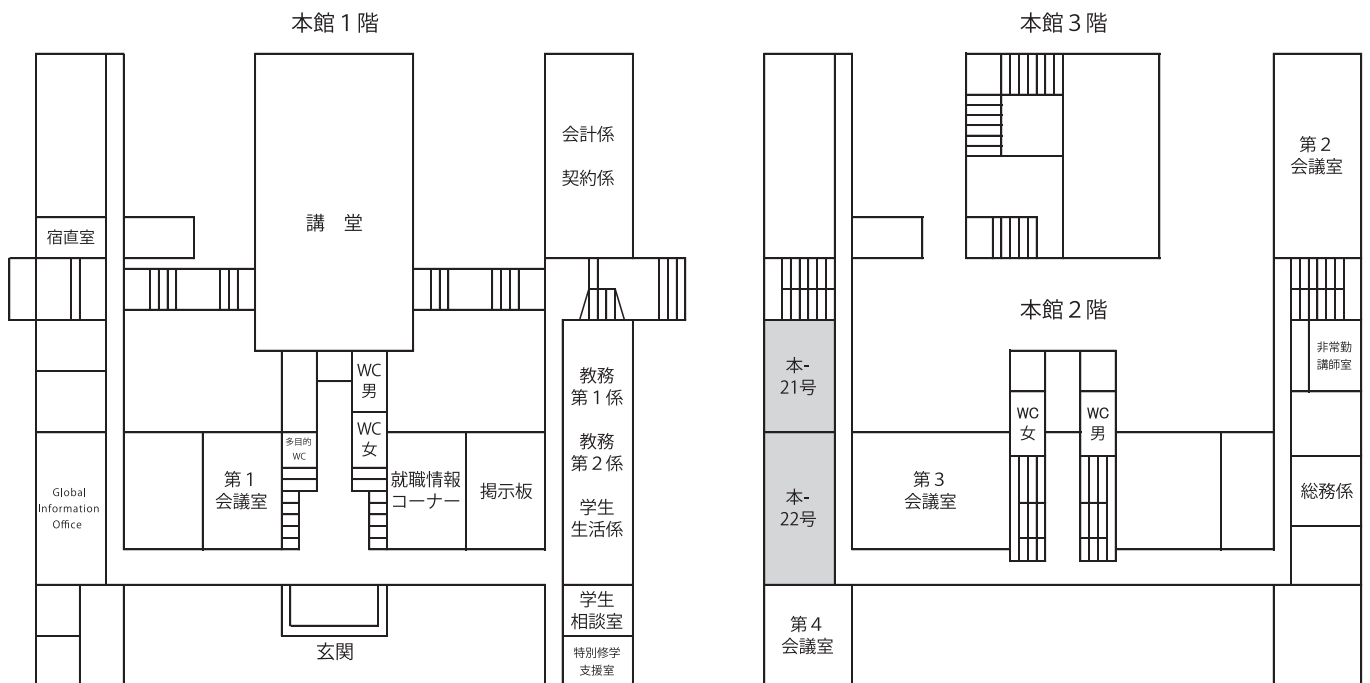 本館1階
会計係
契約係
講　堂
宿直室
WC
男
WC
女
多目的
WC
教務
第1係
教務
第2係
学生
生活係
Global
Information
Office
第1
会議室
就職情報
コーナー
掲示板
学生
相談室
特別修学
支援室
玄関
本館3階
第2
会議室
本館2階
非常勤
講師室
本-
21号
WC
女
WC
男
本-
22号
第3
会議室
総務係
第4
会議室